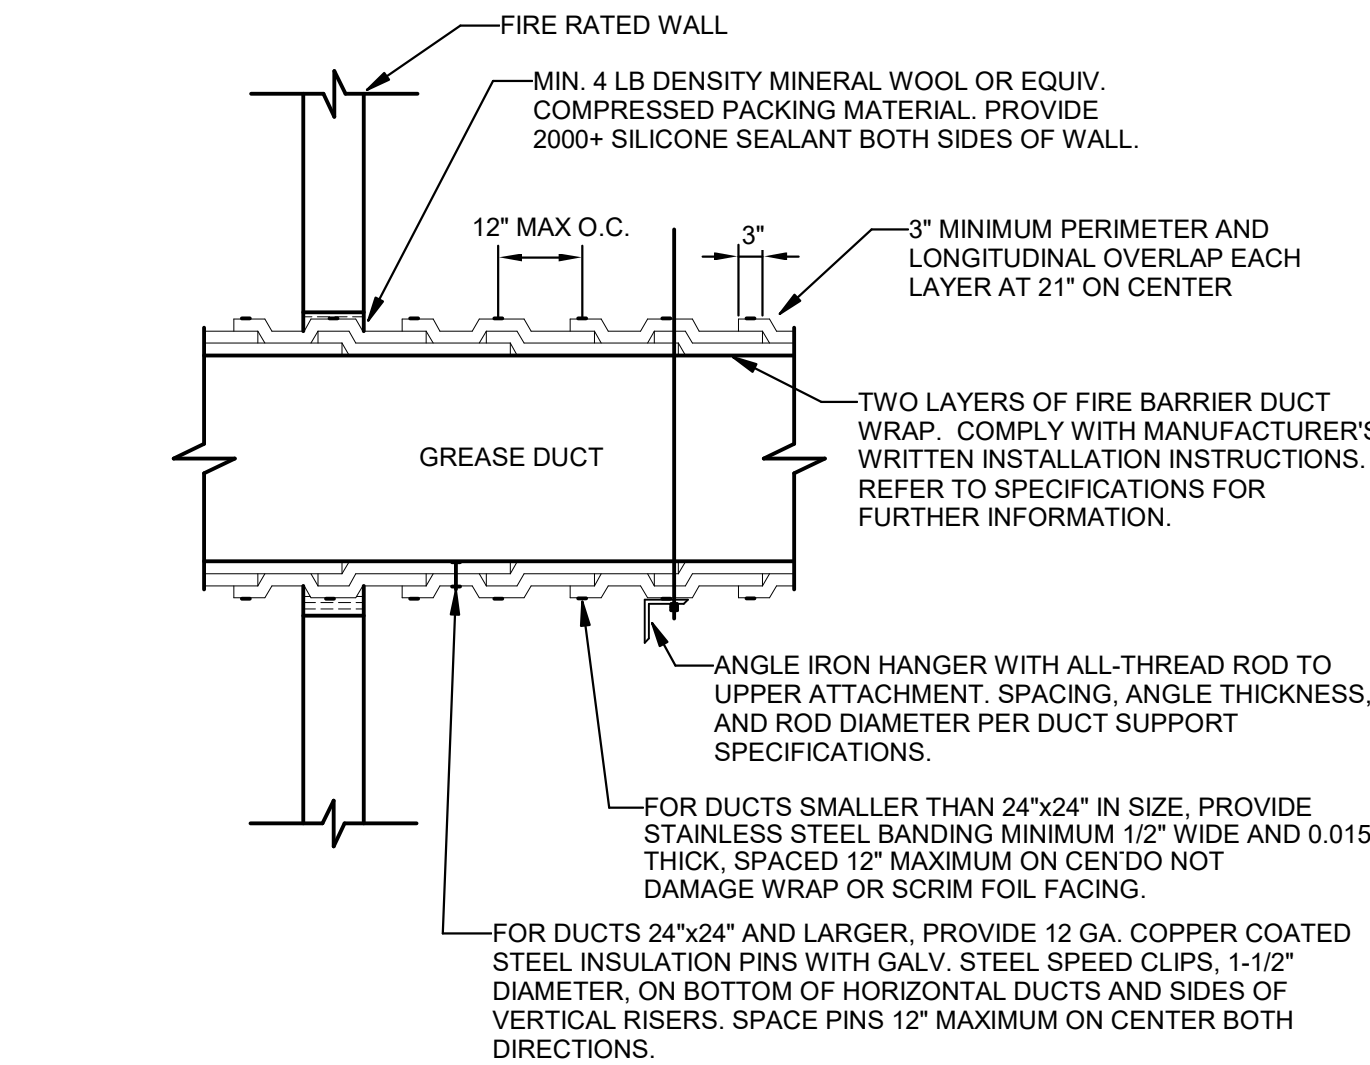 FIRE RATED WALL
MIN. 4 LB DENSITY MINERAL WOOL OR EQUIV.
COMPRESSED PACKING MATERIAL. PROVIDE
2000+ SILICONE SEALANT BOTH SIDES OF WALL.
12" MAX O.C.
3"
3" MINIMUM PERIMETER AND
LONGITUDINAL OVERLAP EACH
LAYER AT 21" ON CENTER
TWO LAYERS OF FIRE BARRIER DUCT
WRAP. COMPLY WITH MANUFACTURER'S
WRITTEN INSTALLATION INSTRUCTIONS.
REFER TO SPECIFICATIONS FOR
FURTHER INFORMATION.
GREASE DUCT
ANGLE IRON HANGER WITH ALL-THREAD ROD TO
UPPER ATTACHMENT. SPACING, ANGLE THICKNESS,
AND ROD DIAMETER PER DUCT SUPPORT
SPECIFICATIONS.
FOR DUCTS SMALLER THAN 24"x24" IN SIZE, PROVIDE
STAINLESS STEEL BANDING MINIMUM 1/2" WIDE AND 0.015
THICK, SPACED 12" MAXIMUM ON DO NOT
DAMAGE WRAP OR SCRIM FOIL FACING.
FOR DUCTS 24"x24" AND LARGER, PROVIDE 12 GA. COPPER COATED
STEEL INSULATION PINS WITH GALV. STEEL SPEED CLIPS, 1-1/2"
DIAMETER, ON BOTTOM OF HORIZONTAL DUCTS AND SIDES OF
VERTICAL RISERS. SPACE PINS 12" MAXIMUM ON CENTER BOTH
DIRECTIONS.